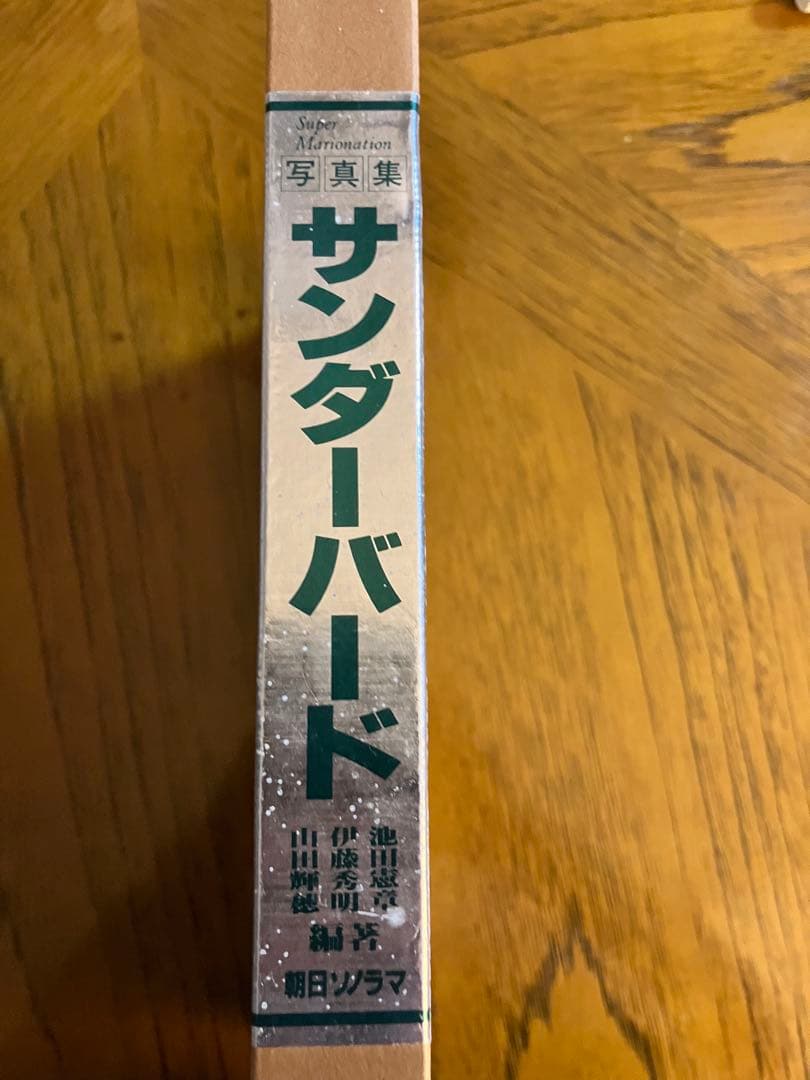 Super
Marionation
写真集
サンダーバード
池田憲章
伊藤秀明
山田輝穂
編著
朝日ソノラマ